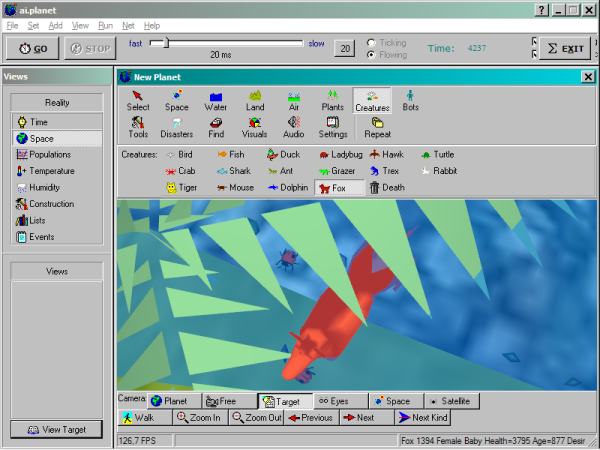 ai.planet
File Set Add View Run Net Help
GO STOP fast slow 20 Ticking Flowing Time: 4237 Σ EXIT
20 ms
Views
New Planet
Reality
Time
Space
Populations
Temperature
Humidity
Construction
Lists
Events
Select Space Water Land Air Plants Creatures Bots
Tools Disasters Find Visuals Audio Settings Repeat
Creatures: Bird Fish Duck Ladybug Hawk Turtle
Crab Shark Ant Grazer Trex Rabbit
Tiger Mouse Dolphin Fox Death
Views
View Target
Camera: Planet Free Target Eyes Space Satellite
Walk Zoom In Zoom Out Previous Next Next Kind
126,7 FPS
Fox 1394 Female Baby Health=3795 Age=877 Desir